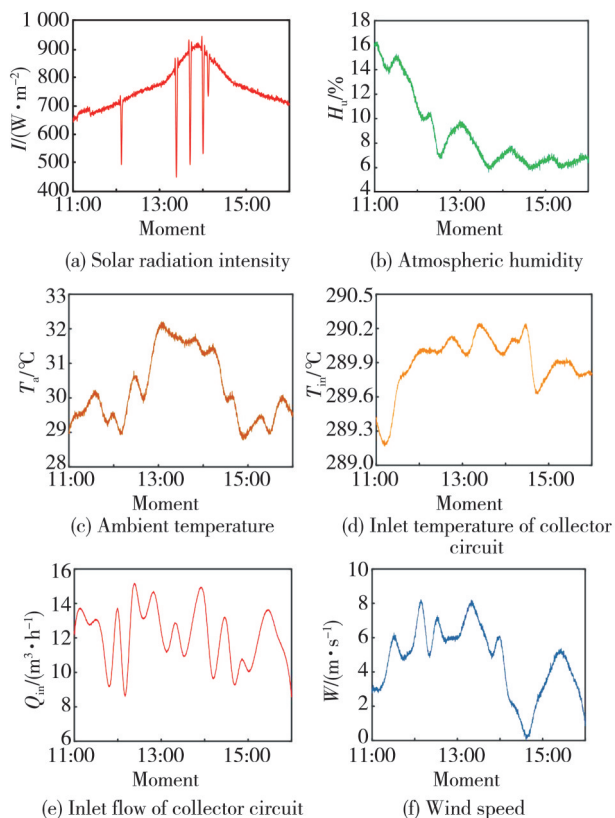 1 000
900
800
700
600
500
400
I/(W·m⁻²)
11:00 13:00 15:00
Moment
(a) Solar radiation intensity
18
16
14
12
10
8
6
4
Hᵤ/%
11:00 13:00 15:00
Moment
(b) Atmospheric humidity
33
32
31
30
29
28
Tₐ/℃
11:00 13:00 15:00
Moment
(c) Ambient temperature
290.5
290.2
289.9
289.6
289.3
289.0
T_in/℃
11:00 13:00 15:00
Moment
(d) Inlet temperature of collector
circuit
16
14
12
10
8
6
Q_in/(m³·h⁻¹)
11:00 13:00 15:00
Moment
(e) Inlet flow of collector circuit
10
8
6
4
2
0
W/(m·s⁻¹)
11:00 13:00 15:00
Moment
(f) Wind speed